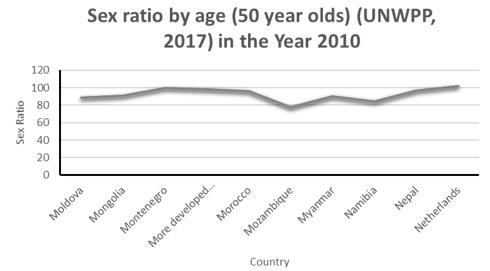 Sex ratio by age (50 year olds) (UNWPP,
2017) in the Year 2010
120
100
80
60
40
20
0
Sex Ratio
Moldova
Mongolia
Montenegro
More developed...
Morocco
Mozambique
Myanmar
Namibia
Nepal
Netherlands
Country